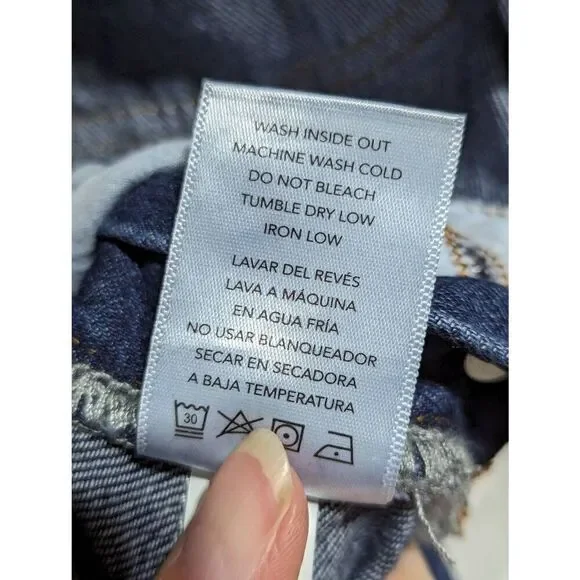 WASH INSIDE OUT
MACHINE WASH COLD
DO NOT BLEACH
TUMBLE DRY LOW
IRON LOW
LAVAR DEL REVÉS
LAVA A MÁQUINA
EN AGUA FRÍA
NO USAR BLANQUEADOR
SECAR EN SECADORA
A BAJA TEMPERATURA
30